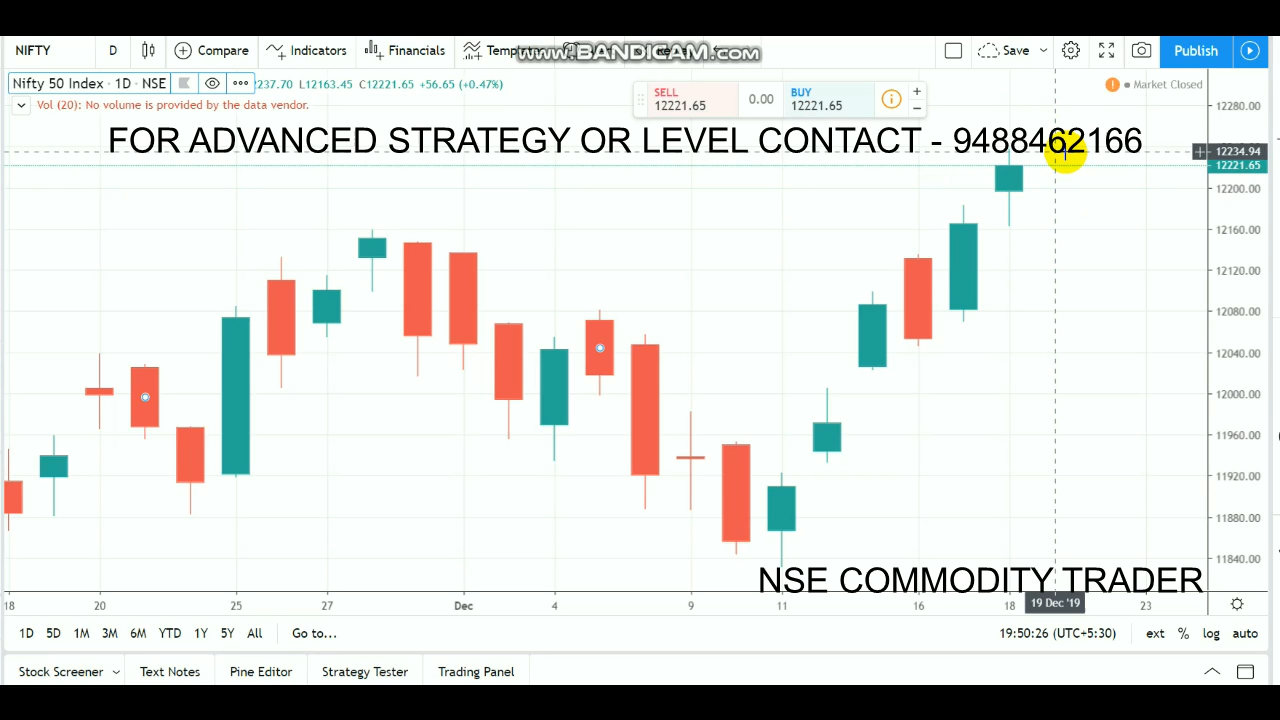 NIFTY D Compare Indicators Financials Save Publish
www.BANDICAM.com
Nifty 50 Index · 1D · NSE 237.70 L12163.45 C12221.65 +56.65 (+0.47%)
SELL 12221.65 0.00 BUY 12221.65
Market Closed
Vol (20): No volume is provided by the data vendor.
FOR ADVANCED STRATEGY OR LEVEL CONTACT - 9488462166
12280.00
12234.94
12221.65
12200.00
12160.00
12120.00
12080.00
12040.00
12000.00
11960.00
11920.00
11880.00
11840.00
NSE COMMODITY TRADER
18 20 25 27 Dec 4 9 11 16 18 19 Dec '19 23
1D 5D 1M 3M 6M YTD 1Y 5Y All Go to... 19:50:26 (UTC+5:30) ext % log auto
Stock Screener Text Notes Pine Editor Strategy Tester Trading Panel